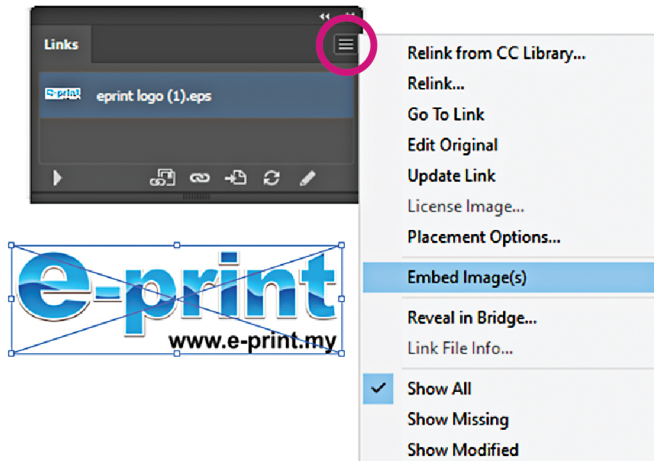 Links
e-print
eprint logo (1).eps
e-print
www.e-print.my
Relink from CC Library...
Relink...
Go To Link
Edit Original
Update Link
License Image...
Placement Options...
Embed Image(s)
Reveal in Bridge...
Link File Info...
Show All
Show Missing
Show Modified